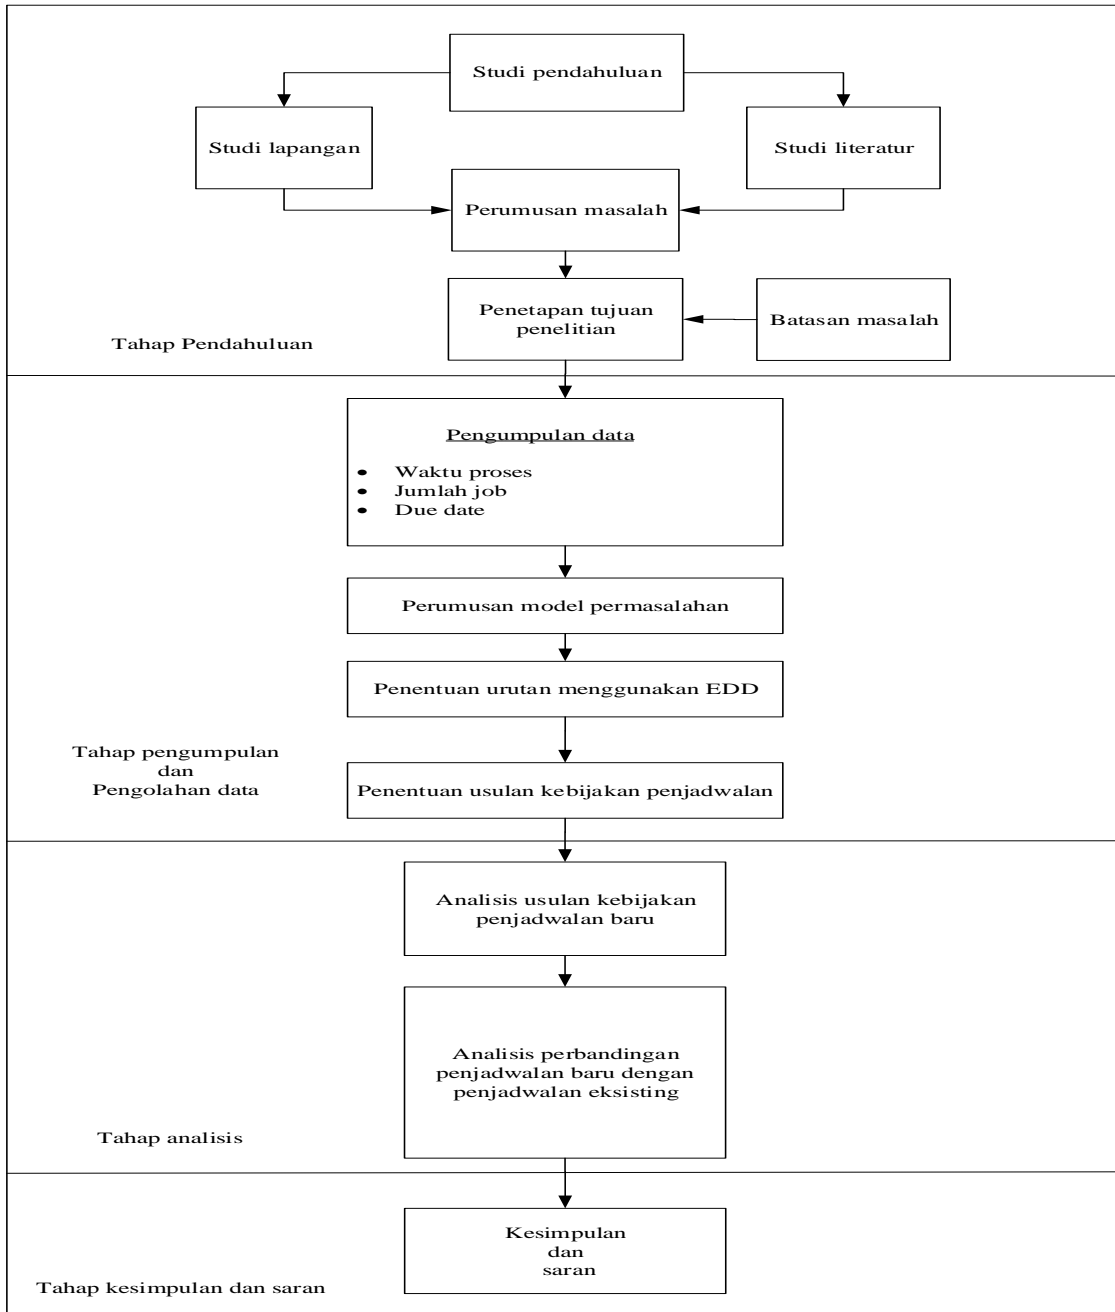 Studi pendahuluan
Studi lapangan
Studi literatur
Perumusan masalah
Penetapan tujuan
penelitian
Batasan masalah
Tahap Pendahuluan
Pengumpulan data
• Waktu proses
• Jumlah job
• Due date
Perumusan model permasalahan
Penentuan urutan menggunakan EDD
Tahap pengumpulan
dan
Pengolahan data
Penentuan usulan kebijakan penjadwalan
Analisis usulan kebijakan
penjadwalan baru
Analisis perbandingan
penjadwalan baru dengan
penjadwalan eksisting
Tahap analisis
Kesimpulan
dan
saran
Tahap kesimpulan dan saran